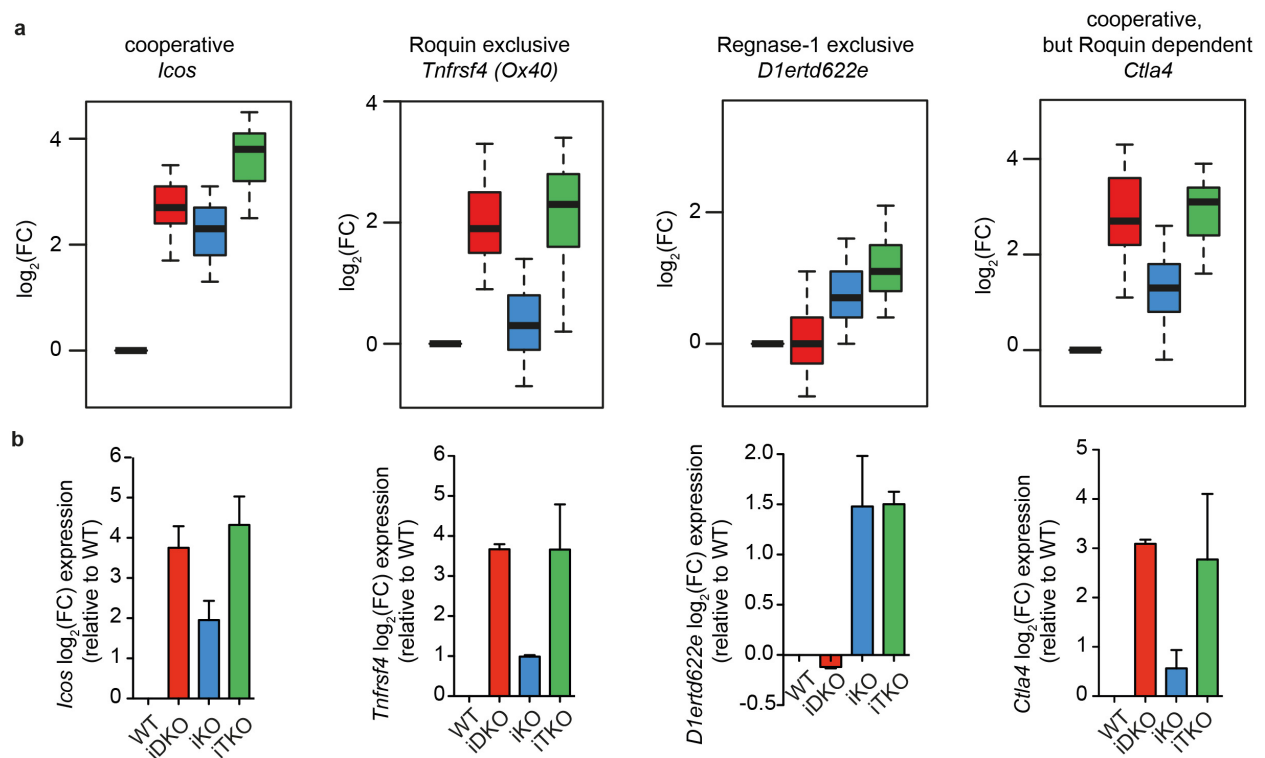 a
cooperative
Icos
Roquin exclusive
Tnfrsf4 (Ox40)
Regnase-1 exclusive
D1ertd622e
cooperative,
but Roquin dependent
Ctla4
log2(FC)
4
2
0
log2(FC)
4
2
0
log2(FC)
2
0
log2(FC)
4
2
0
b
Icos log2(FC) expression
(relative to WT)
6
5
4
3
2
1
0
WT
iDKO
iKO
iTKO
Tnfrsf4 log2(FC) expression
(relative to WT)
6
5
4
3
2
1
0
WT
iDKO
iKO
iTKO
D1ertd622e log2(FC) expression
(relative to WT)
2.0
1.5
1.0
0.5
0.0
-0.5
WT
iDKO
iKO
iTKO
Ctla4 log2(FC) expression
(relative to WT)
5
4
3
2
1
0
WT
iDKO
iKO
iTKO